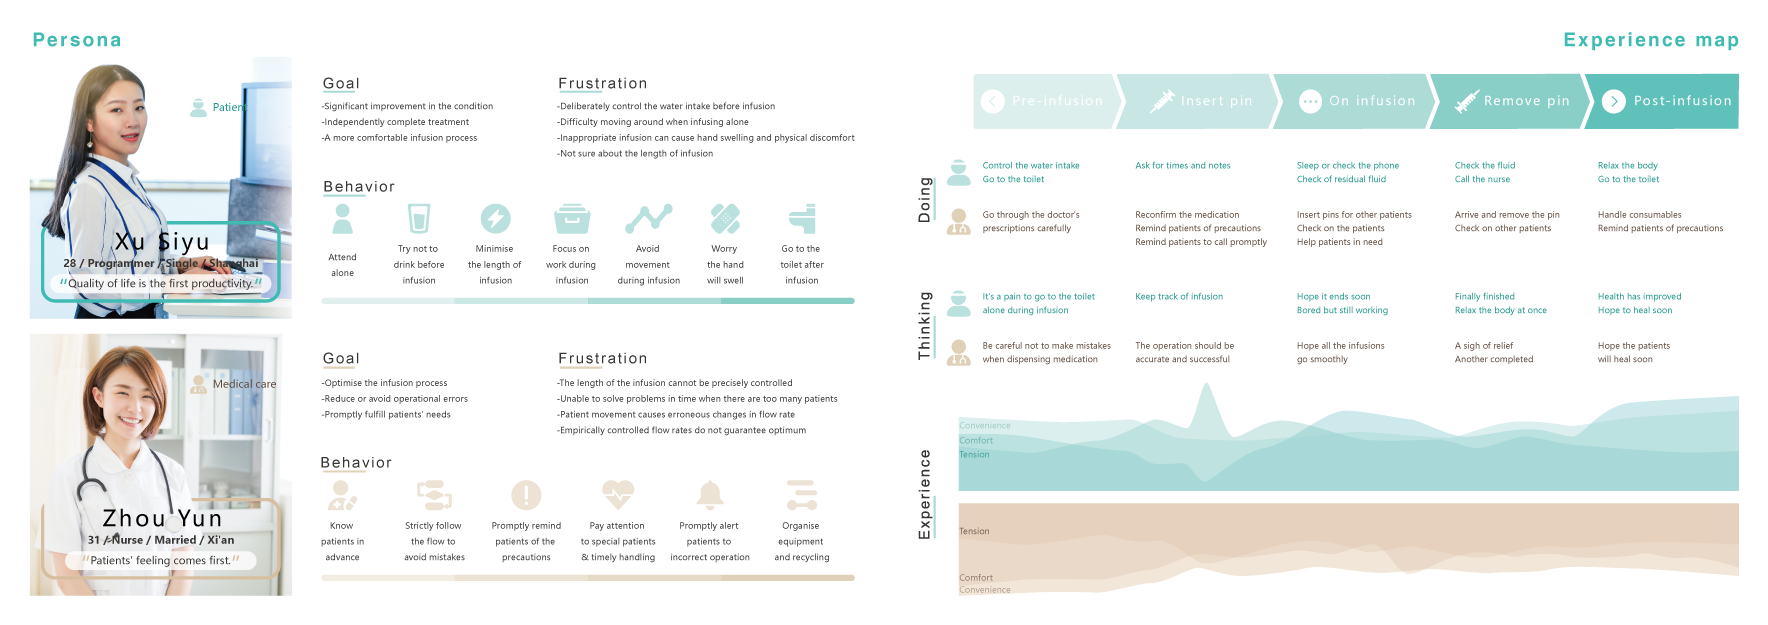 Persona
Patient
Xu Siyu
28 / Programmer / Single / Shanghai
"Quality of life is the first productivity."
Goal
-Significant improvement in the condition
-Independently complete treatment
-A more comfortable infusion process
Frustration
-Deliberately control the water intake before infusion
-Difficulty moving around when infusing alone
-Inappropriate infusion can cause hand swelling and physical discomfort
-Not sure about the length of infusion
Behavior
Attend
alone
Try not to
drink before
infusion
Minimise
the length of
infusion
Focus on
work during
infusion
Avoid
movement
during infusion
Worry
the hand
will swell
Go to the
toilet after
infusion
Medical care
Zhou Yun
31 / Nurse / Married / Xi'an
"Patients' feeling comes first."
Goal
-Optimise the infusion process
-Reduce or avoid operational errors
-Promptly fulfill patients' needs
Frustration
-The length of the infusion cannot be precisely controlled
-Unable to solve problems in time when there are too many patients
-Patient movement causes erroneous changes in flow rate
-Empirically controlled flow rates do not guarantee optimum
Behavior
Know
patients in
advance
Strictly follow
the flow to
avoid mistakes
Promptly remind
patients of the
precautions
Pay attention
to special patients
& timely handling
Promptly alert
patients to
incorrect operation
Organise
equipment
and recycling
Experience map
Pre-infusion
Insert pin
On infusion
Remove pin
Post-infusion
Doing
Control the water intake
Go to the toilet
Ask for times and notes
Sleep or check the phone
Check of residual fluid
Check the fluid
Call the nurse
Relax the body
Go to the toilet
Go through the doctor's
prescriptions carefully
Reconfirm the medication
Remind patients of precautions
Remind patients to call promptly
Insert pins for other patients
Check on the patients
Help patients in need
Arrive and remove the pin
Check on other patients
Handle consumables
Remind patients of precautions
Thinking
It's a pain to go to the toilet
alone during infusion
Keep track of infusion
Hope it ends soon
Bored but still working
Finally finished
Relax the body at once
Health has improved
Hope to heal soon
Be careful not to make mistakes
when dispensing medication
The operation should be
accurate and successful
Hope all the infusions
go smoothly
A sigh of relief
Another completed
Hope the patients
will heal soon
Experience
Convenience
Comfort
Tension
Tension
Comfort
Convenience